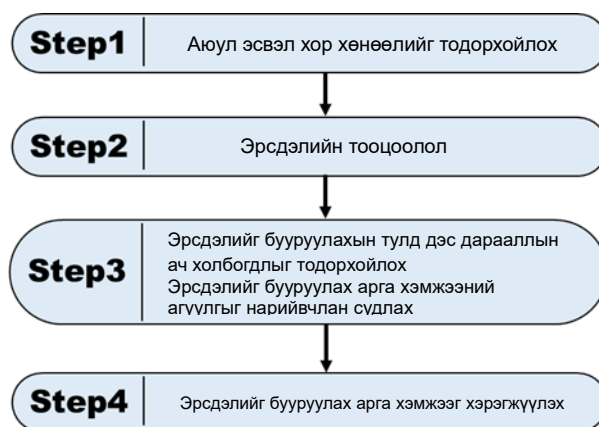 Step1 Аюул эсвэл хор хөнөөлийг тодорхойлох
Step2 Эрсдэлийн тооцоолол
Step3 Эрсдэлийг бууруулахын тулд дэс дарааллын
ач холбогдлыг тодорхойлох
Эрсдэлийг бууруулах арга хэмжээний
агуулгыг нарийвчлан судлах
Step4 Эрсдэлийг бууруулах арга хэмжээг хэрэгжүүлэх